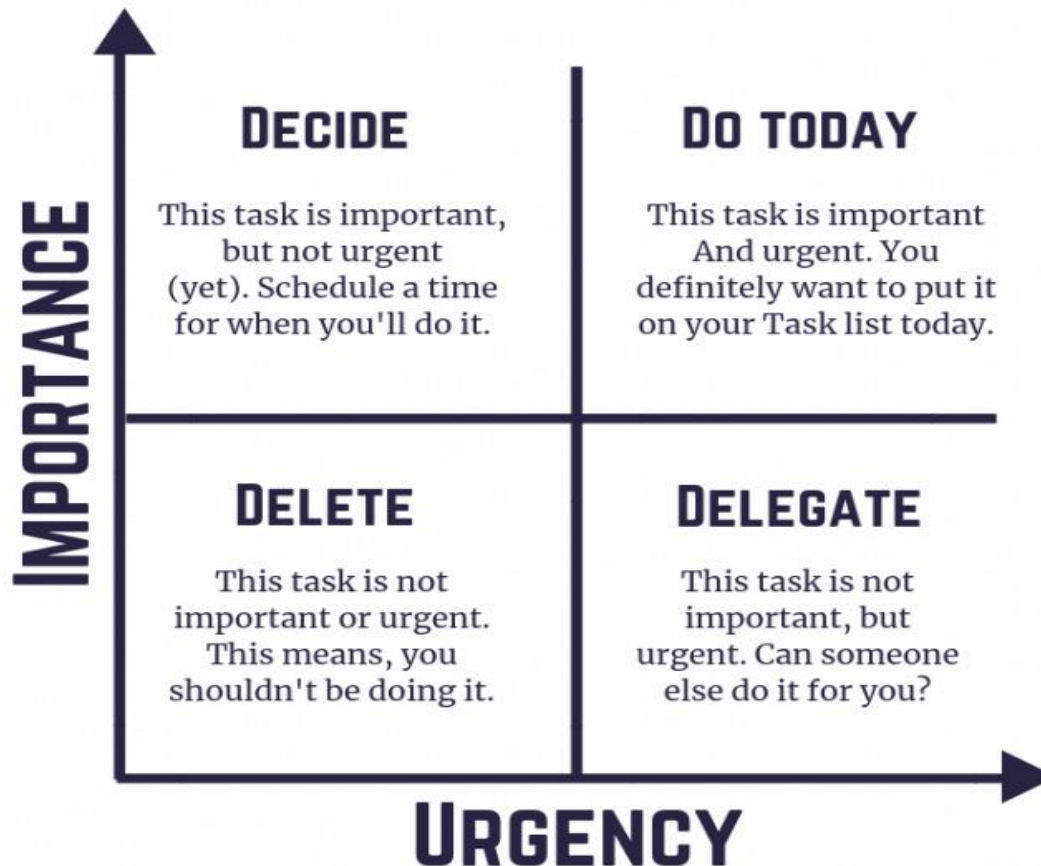 IMPORTANCE
DECIDE
This task is important,
but not urgent
(yet). Schedule a time
for when you'll do it.
DO TODAY
This task is important
And urgent. You
definitely want to put it
on your Task list today.
DELETE
This task is not
important or urgent.
This means, you
shouldn't be doing it.
DELEGATE
This task is not
important, but
urgent. Can someone
else do it for you?
URGENCY